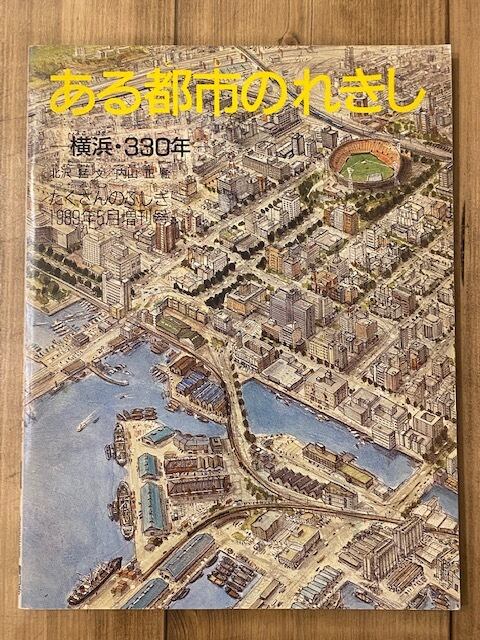 ある都市のれきし
横浜・330年
北沢 猛 文 内山 正 絵
たくさんのふしぎ
1989年5月増刊号